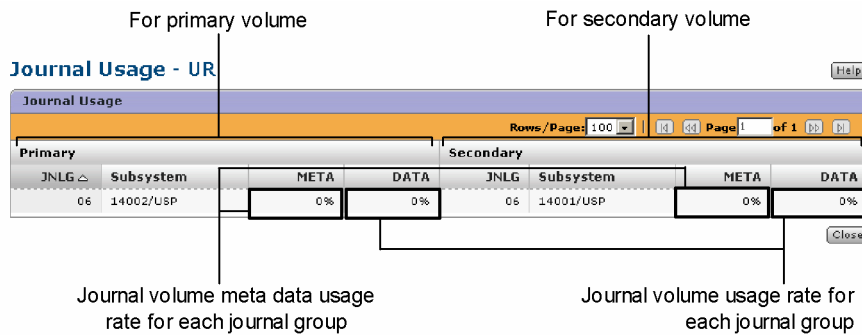 For primary volume
For secondary volume
Journal Usage - UR
Help
Journal Usage
Rows/Page: 100 | Page 1 of 1
Primary
Secondary
JNLG Subsystem META DATA JNLG Subsystem META DATA
06 14002/USP 0% 0% 06 14001/USP 0% 0%
Close
Journal volume meta data usage
rate for each journal group
Journal volume usage rate for
each journal group